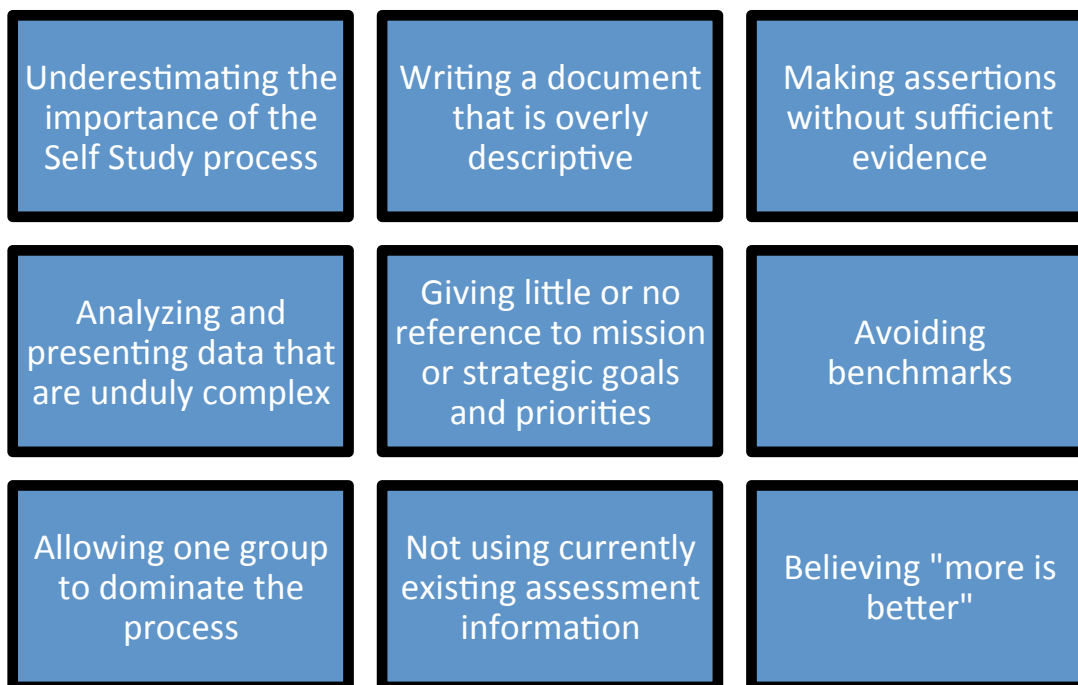 Underestimating the
importance of the
Self Study process
Writing a document
that is overly
descriptive
Making assertions
without sufficient
evidence
Analyzing and
presenting data that
are unduly complex
Giving little or no
reference to mission
or strategic goals
and priorities
Avoiding
benchmarks
Allowing one group
to dominate the
process
Not using currently
existing assessment
information
Believing "more is
better"